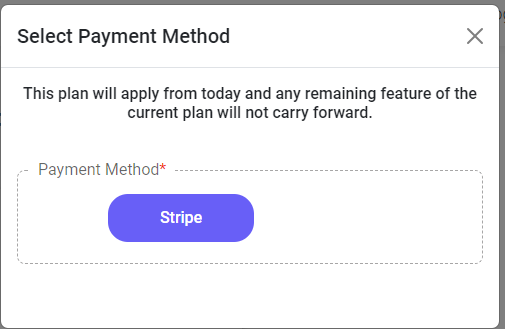 Select Payment Method
This plan will apply from today and any remaining feature of the
current plan will not carry forward.
Payment Method*
Stripe